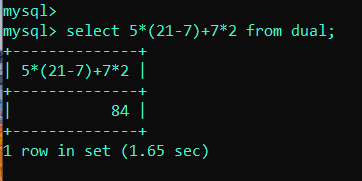 mysql>
mysql> select 5*(21-7)+7*2 from dual;
+--------------+
| 5*(21-7)+7*2 |
+--------------+
|           84 |
+--------------+
1 row in set (1.65 sec)